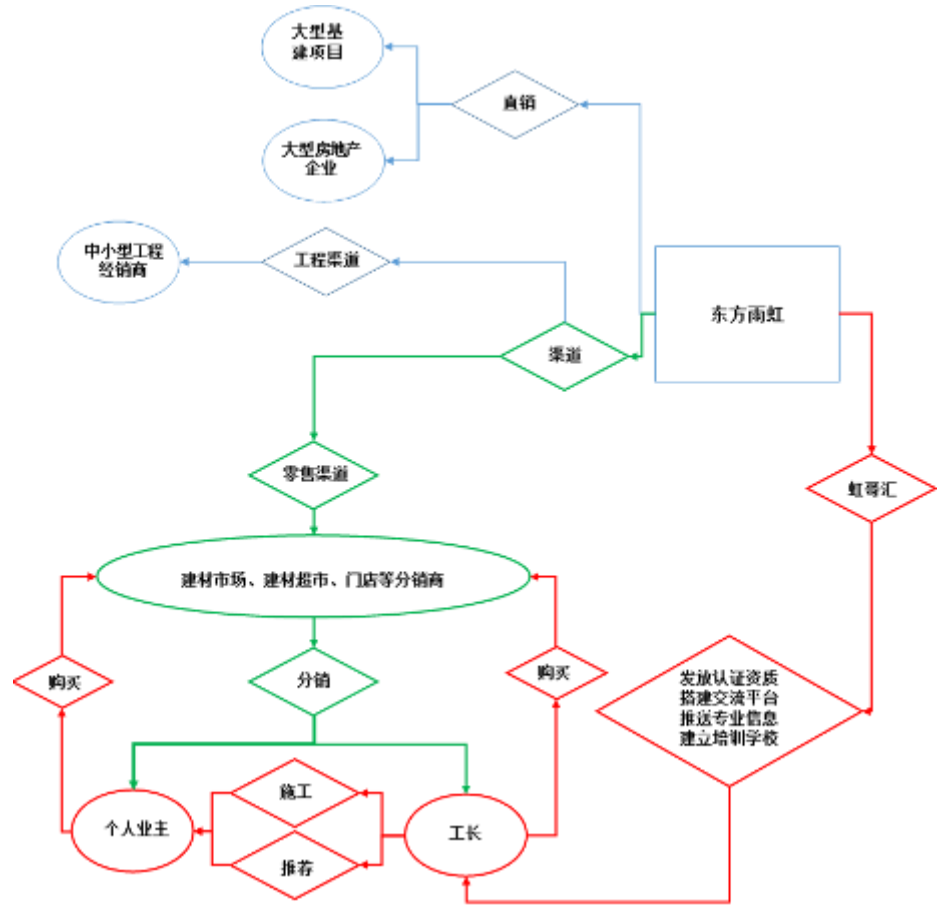 大型基
建项目
直销
大型房地产
企业
中小型工程
经销商
工程渠道
东方雨虹
渠道
零售渠道
虹哥汇
建材市场、建材超市、门店等分销商
购买
分销
购买
发放认证资质
搭建交流平台
推送专业信息
建立培训学校
施工
个人业主
工长
推荐